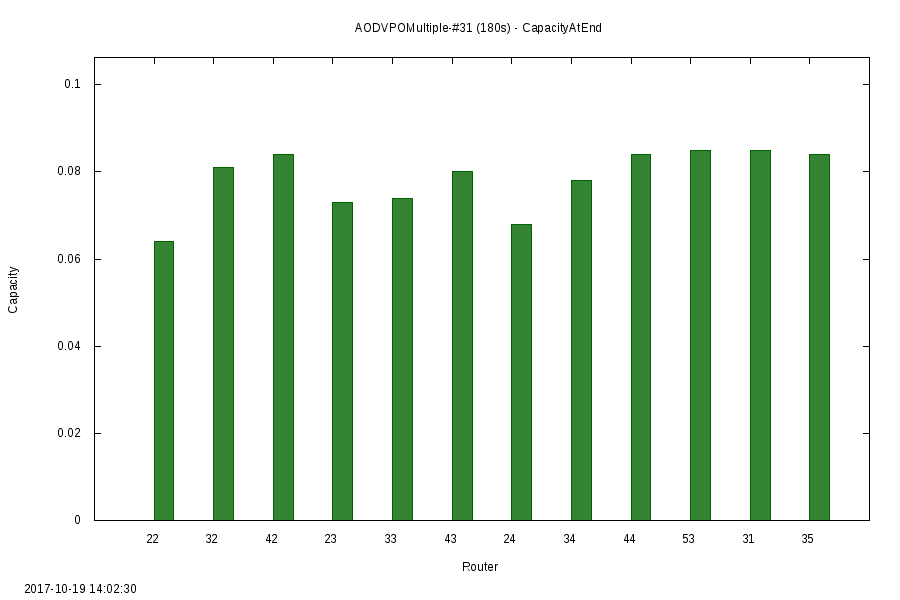 AODVPOMultiple-#31 (180s) - CapacityAtEnd
0.1
0.08
0.06
0.04
0.02
0
Capacity
22 32 42 23 33 43 24 34 44 53 31 35
Router
2017-10-19 14:02:30